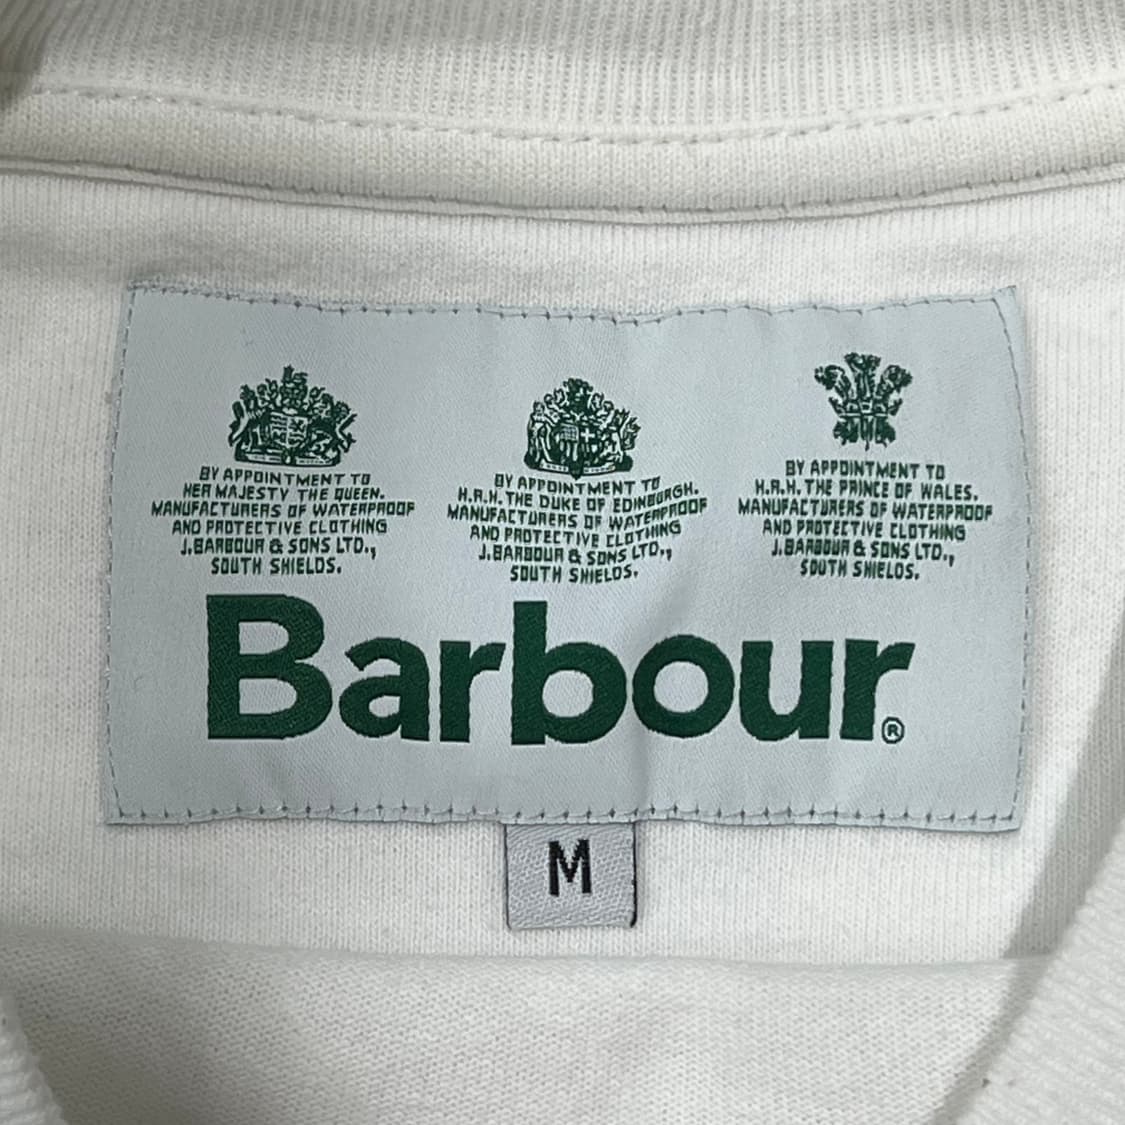 BY APPOINTMENT TO
HER MAJESTY THE QUEEN.
MANUFACTURERS OF WATERPROOF
AND PROTECTIVE CLOTHING
J.BARBOUR & SONS LTD.,
SOUTH SHIELDS.
BY APPOINTMENT TO
H.R.H. THE DUKE OF EDINBURGH.
MANUFACTURERS OF WATERPROOF
AND PROTECTIVE CLOTHING
J.BARBOUR & SONS LTD.,
SOUTH SHIELDS.
BY APPOINTMENT TO
H.R.H. THE PRINCE OF WALES.
MANUFACTURERS OF WATERPROOF
AND PROTECTIVE CLOTHING
J.BARBOUR & SONS LTD.,
SOUTH SHIELDS.
Barbour®
M